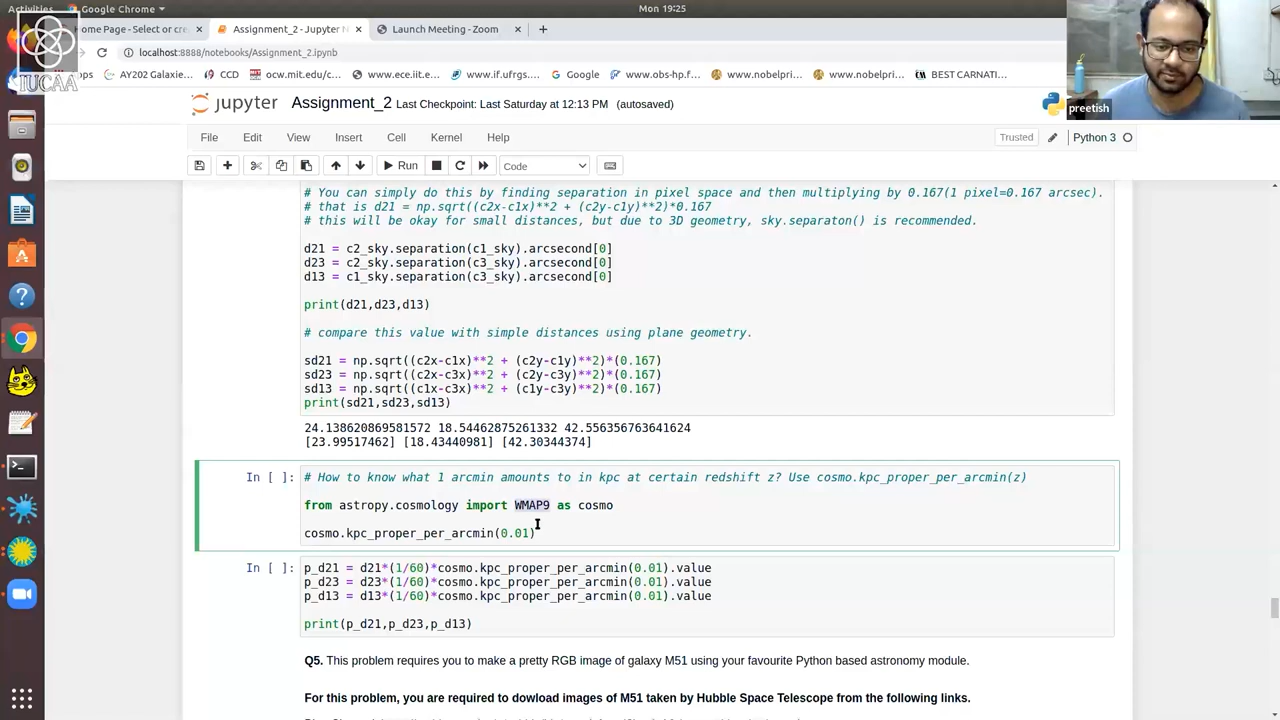 Activities
Google Chrome
Mon 19:25
Home Page - Select or cre
Assignment_2 - Jupyter N
Launch Meeting - Zoom
localhost:8888/notebooks/Assignment_2.ipynb
AY202 Galaxie...
CCD
ocw.mit.edu/c...
www.ece.iit.e...
www.if.ufrgs....
Google
www.obs-hp.f...
www.nobelpri...
www.nobelpri...
BEST CARNATI...
IUCAA
preetish
jupyter
Assignment_2 Last Checkpoint: Last Saturday at 12:13 PM (autosaved)
File Edit View Insert Cell Kernel Help
Trusted
Python 3
Run
Code
# You can simply do this by finding separation in pixel space and then multiplying by 0.167(1 pixel=0.167 arcsec).
# that is d21 = np.sqrt((c2x-c1x)**2 + (c2y-c1y)**2)*0.167
# this will be okay for small distances, but due to 3D geometry, sky.separaton() is recommended.
d21 = c2_sky.separation(c1_sky).arcsecond[0]
d23 = c2_sky.separation(c3_sky).arcsecond[0]
d13 = c1_sky.separation(c3_sky).arcsecond[0]
print(d21,d23,d13)
# compare this value with simple distances using plane geometry.
sd21 = np.sqrt((c2x-c1x)**2 + (c2y-c1y)**2)*(0.167)
sd23 = np.sqrt((c2x-c3x)**2 + (c2y-c3y)**2)*(0.167)
sd13 = np.sqrt((c1x-c3x)**2 + (c1y-c3y)**2)*(0.167)
print(sd21,sd23,sd13)
24.138620869581572 18.54462875261332 42.556356763641624
[23.99517462] [18.43440981] [42.30344374]
In [ ]:
# How to know what 1 arcmin amounts to in kpc at certain redshift z? Use cosmo.kpc_proper_per_arcmin(z)
from astropy.cosmology import WMAP9 as cosmo
cosmo.kpc_proper_per_arcmin(0.01)
In [ ]:
p_d21 = d21*(1/60)*cosmo.kpc_proper_per_arcmin(0.01).value
p_d23 = d23*(1/60)*cosmo.kpc_proper_per_arcmin(0.01).value
p_d13 = d13*(1/60)*cosmo.kpc_proper_per_arcmin(0.01).value
print(p_d21,p_d23,p_d13)
Q5. This problem requires you to make a pretty RGB image of galaxy M51 using your favourite Python based astronomy module.
For this problem, you are required to dowload images of M51 taken by Hubble Space Telescope from the following links.